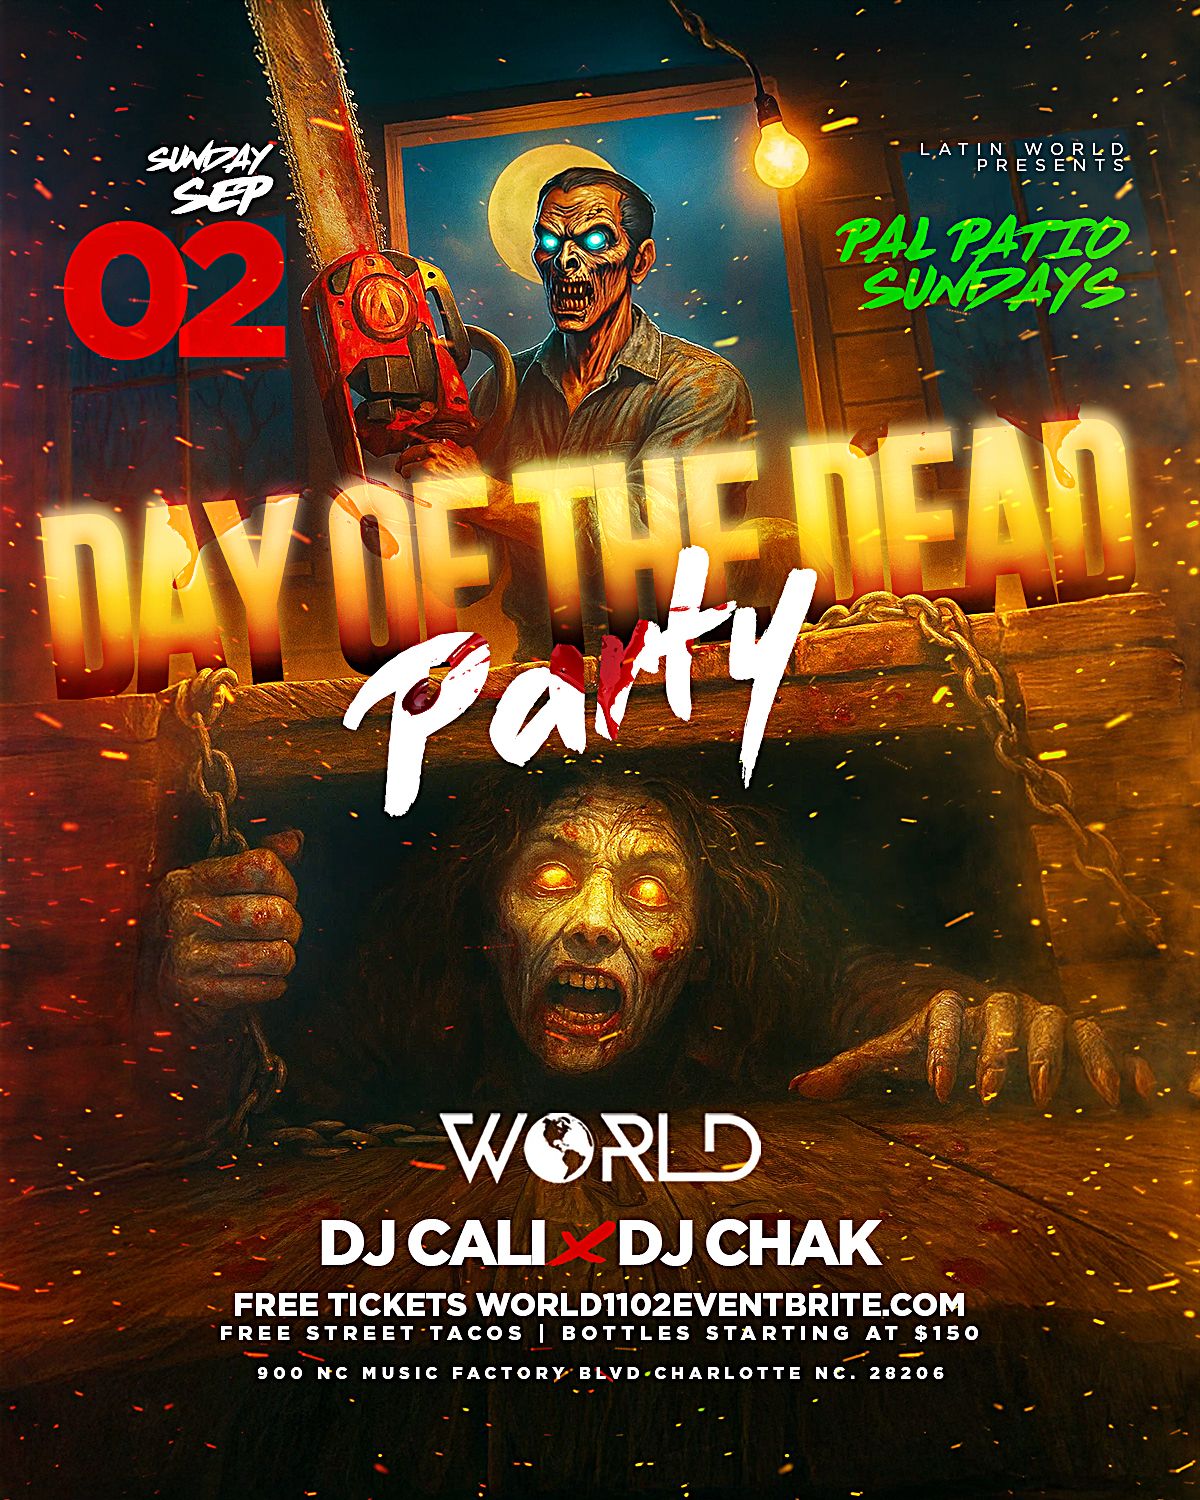 SUNDAY
SEP
02
LATIN WORLD
PRESENTS
PAL PATIO
SUNDAYS
DAY OF THE DEAD
Party
WORLD
DJ CALI X DJ CHAK
FREE TICKETS WORLD1102EVENTBRITE.COM
FREE STREET TACOS | BOTTLES STARTING AT $150
900 NC MUSIC FACTORY BLVD CHARLOTTE NC. 28206